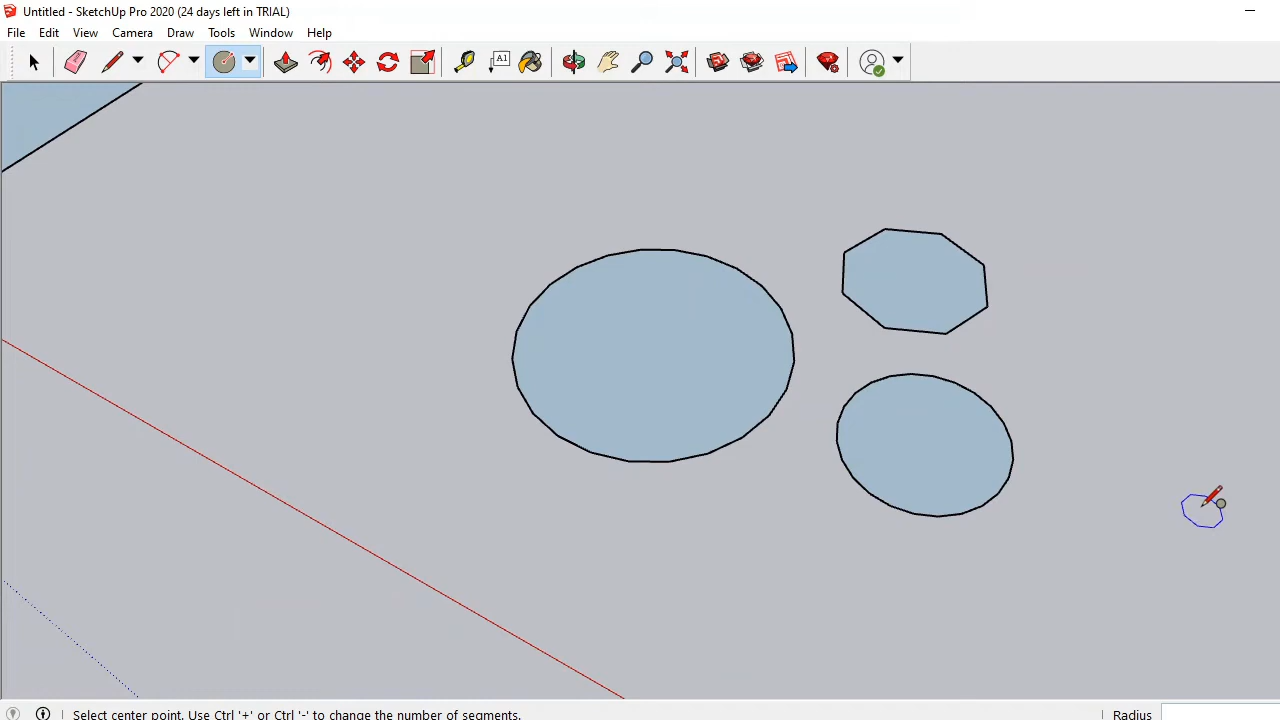 Untitled - SketchUp Pro 2020 (24 days left in TRIAL)
File Edit View Camera Draw Tools Window Help
A1
Select center point. Use Ctrl '+' or Ctrl '-' to change the number of segments. Radius